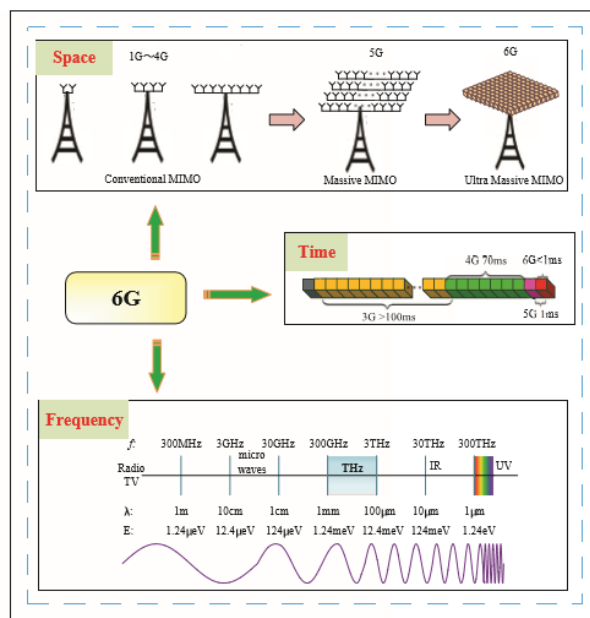 Space
1G～4G
5G
6G
Conventional MIMO
Massive MIMO
Ultra Massive MIMO
6G
Time
4G 70ms
6G<1ms
3G >100ms
5G 1ms
Frequency
f: 300MHz 3GHz 30GHz 300GHz 3THz 30THz 300THz
Radio TV
micro waves
THz
IR
UV
λ: 1m 10cm 1cm 1mm 100μm 10μm 1μm
E: 1.24μeV 12.4μeV 124μeV 1.24meV 12.4meV 124meV 1.24eV